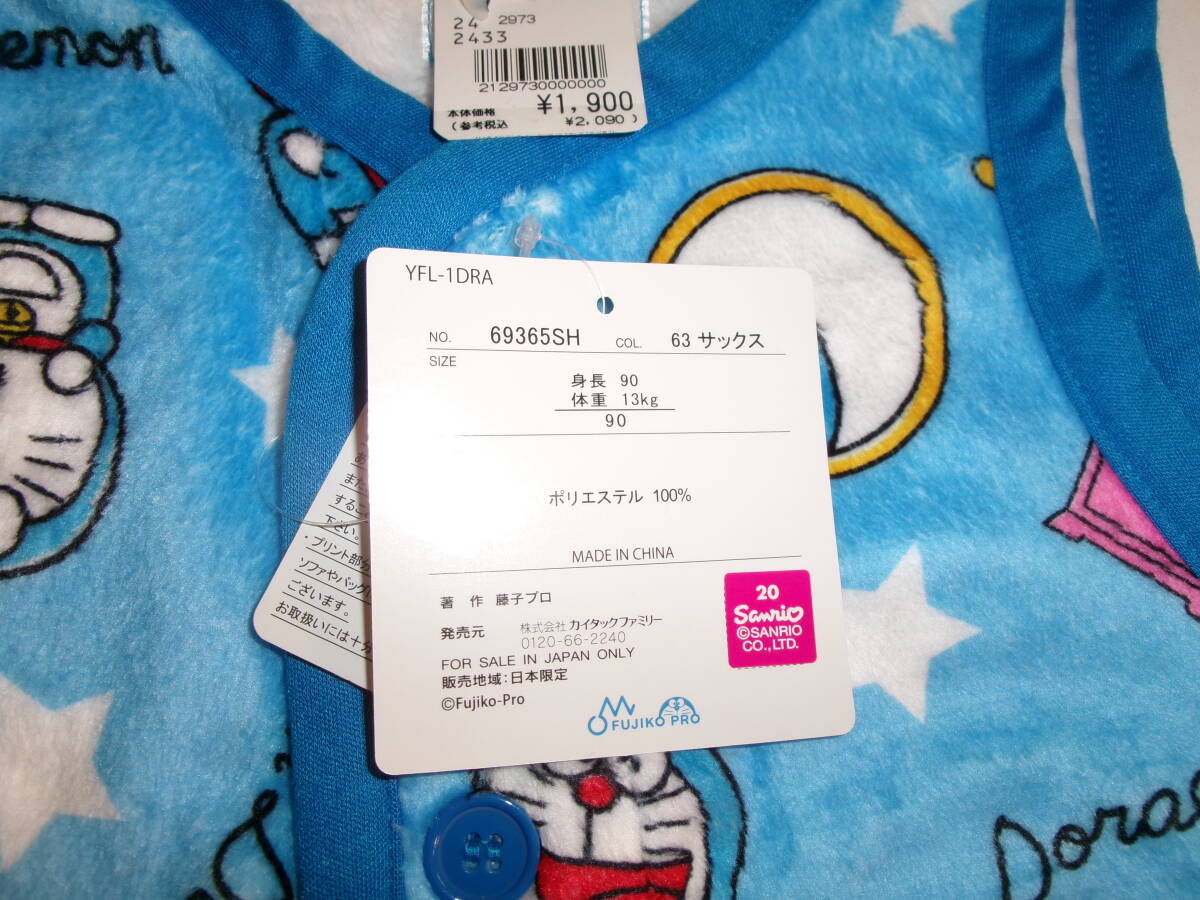 emon
24 2973
2433
2129730000000
本体価格 ¥1,900
(参考税込 ¥2,090)
YFL-1DRA
NO. 69365SH COL. 63 サックス
SIZE
身長 90
体重 13kg
90
ポリエステル 100%
MADE IN CHINA
著 作 藤子プロ
発売元 株式会社 カイタックファミリー
0120-66-2240
FOR SALE IN JAPAN ONLY
販売地域:日本限定
©Fujiko-Pro
FUJIKO PRO
20
Sanrio
©SANRIO
CO., LTD.
また
するこ
下さい。
・プリント部分
ソファやバッグ
ございます。
お取扱いには十分
Dora